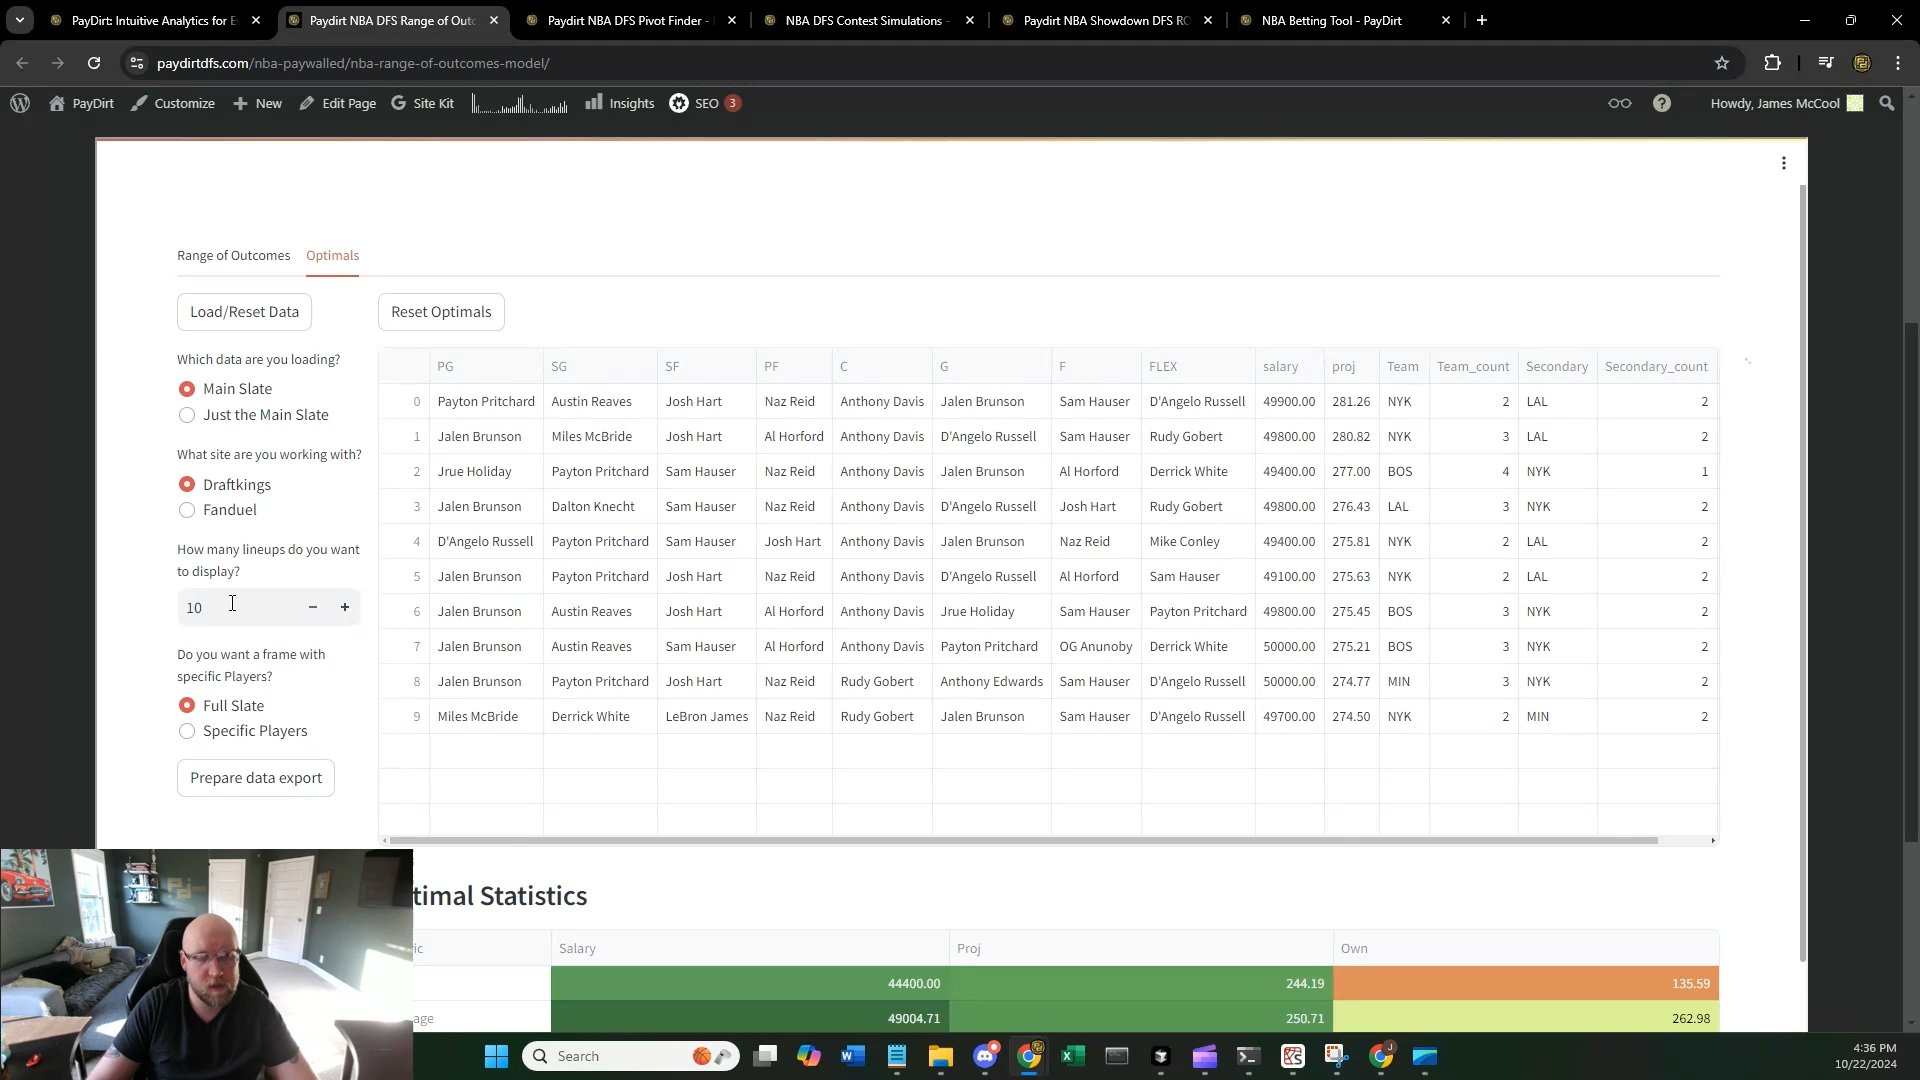 PayDirt: Intuitive Analytics for E
Paydirt NBA DFS Range of Outc
Paydirt NBA DFS Pivot Finder -
NBA DFS Contest Simulations -
Paydirt NBA Showdown DFS RO
NBA Betting Tool - PayDirt
paydirtdfs.com/nba-paywalled/nba-range-of-outcomes-model/
PayDirt Customize New Edit Page Site Kit Insights SEO 3 Howdy, James McCool
Range of Outcomes Optimals
Load/Reset Data
Reset Optimals
Which data are you loading?
Main Slate
Just the Main Slate
What site are you working with?
Draftkings
Fanduel
How many lineups do you want
to display?
10
Do you want a frame with
specific Players?
Full Slate
Specific Players
Prepare data export
PG SG SF PF C G F FLEX salary proj Team Team_count Secondary Secondary_count
0 Payton Pritchard Austin Reaves Josh Hart Naz Reid Anthony Davis Jalen Brunson Sam Hauser D'Angelo Russell 49900.00 281.26 NYK 2 LAL 2
1 Jalen Brunson Miles McBride Josh Hart Al Horford Anthony Davis D'Angelo Russell Sam Hauser Rudy Gobert 49800.00 280.82 NYK 3 LAL 2
2 Jrue Holiday Payton Pritchard Sam Hauser Naz Reid Anthony Davis Jalen Brunson Al Horford Derrick White 49400.00 277.00 BOS 4 NYK 1
3 Jalen Brunson Dalton Knecht Sam Hauser Naz Reid Anthony Davis D'Angelo Russell Josh Hart Rudy Gobert 49800.00 276.43 LAL 3 NYK 2
4 D'Angelo Russell Payton Pritchard Sam Hauser Josh Hart Anthony Davis Jalen Brunson Naz Reid Mike Conley 49400.00 275.81 NYK 2 LAL 2
5 Jalen Brunson Payton Pritchard Josh Hart Naz Reid Anthony Davis D'Angelo Russell Al Horford Sam Hauser 49100.00 275.63 NYK 2 LAL 2
6 Jalen Brunson Austin Reaves Josh Hart Al Horford Anthony Davis Jrue Holiday Sam Hauser Payton Pritchard 49800.00 275.45 BOS 3 NYK 2
7 Jalen Brunson Austin Reaves Sam Hauser Al Horford Anthony Davis Payton Pritchard OG Anunoby Derrick White 50000.00 275.21 BOS 3 NYK 2
8 Jalen Brunson Payton Pritchard Josh Hart Naz Reid Rudy Gobert Anthony Edwards Sam Hauser D'Angelo Russell 50000.00 274.77 MIN 3 NYK 2
9 Miles McBride Derrick White LeBron James Naz Reid Rudy Gobert Jalen Brunson Sam Hauser D'Angelo Russell 49700.00 274.50 NYK 2 MIN 2
timal Statistics
ic Salary Proj Own
44400.00 244.19 135.59
age 49004.71 250.71 262.98
Search
4:36 PM
10/22/2024